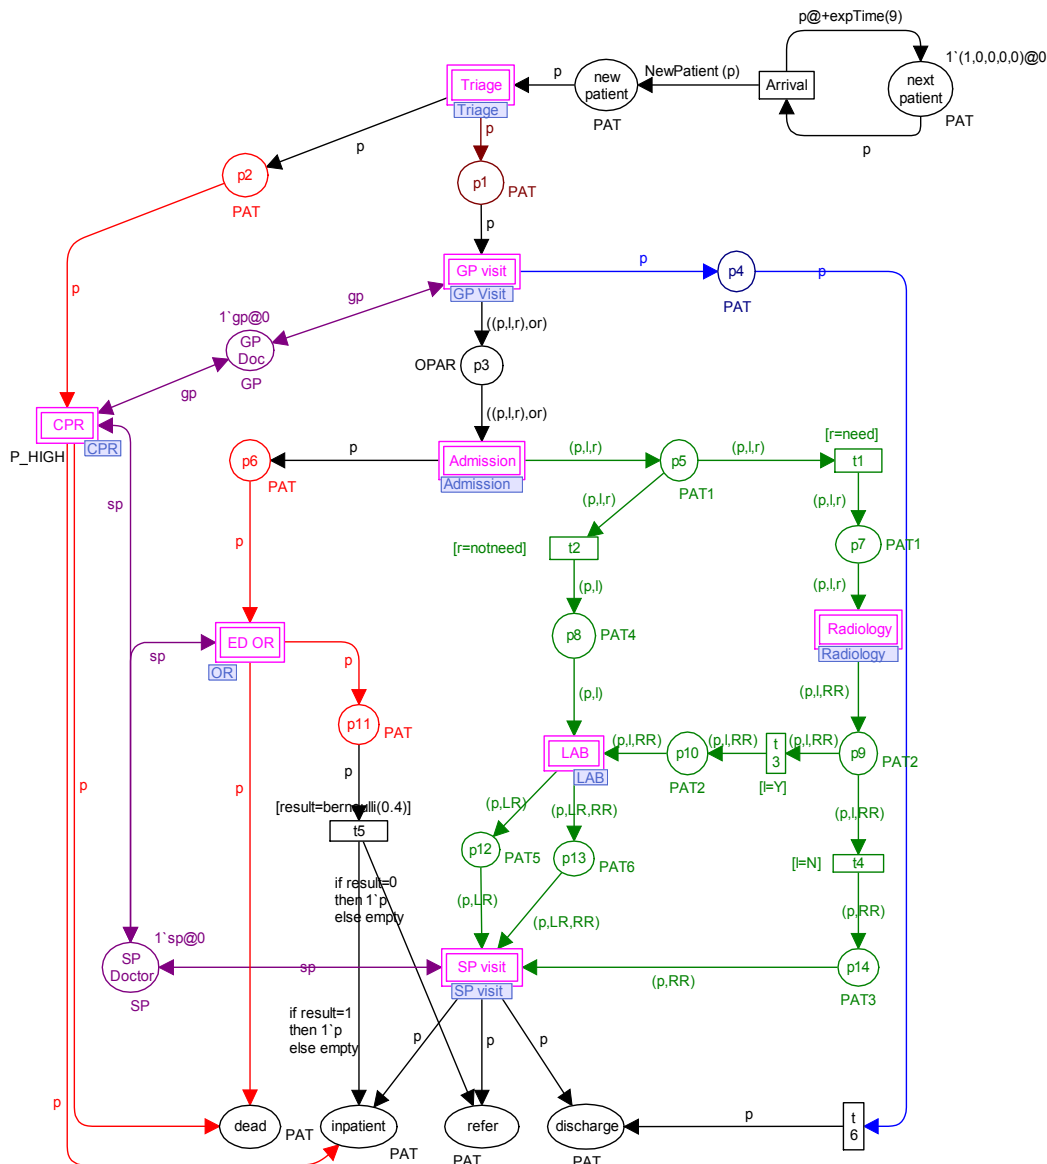 p@+expTime(9)
1`(1,0,0,0,0)@0
Triage
Triage
p
new
patient
PAT
NewPatient (p)
Arrival
next
patient
PAT
p
p
p
p2
PAT
p1
PAT
p
p
GP visit
GP Visit
p
p4
PAT
p
gp
1`gp@0
GP
Doc
GP
gp
((p,l,r),or)
OPAR
p3
((p,l,r),or)
CPR
CPR
P_HIGH
sp
p6
PAT
p
Admission
Admission
(p,l,r)
p5
PAT1
(p,l,r)
[r=need]
t1
(p,l,r)
(p,l,r)
[r=notneed]
t2
p7
PAT1
p
(p,l)
(p,l,r)
p8
PAT4
ED OR
OR
sp
p
Radiology
Radiology
(p,l)
(p,l,RR)
p11
PAT
LAB
LAB
(p,l,RR)
p10
PAT2
(p,l,RR)
t
3
[l=Y]
(p,l,RR)
p9
PAT2
p
p
p
[result=bernoulli(0.4)]
t5
(p,LR)
(p,LR,RR)
(p,l,RR)
p12
PAT5
p13
PAT6
[l=N]
t4
if result=0
then 1`p
else empty
(p,LR)
(p,LR,RR)
(p,RR)
1`sp@0
SP
Doctor
SP
sp
SP visit
SP visit
(p,RR)
p14
PAT3
if result=1
then 1`p
else empty
p
p
p
p
dead
PAT
inpatient
PAT
refer
PAT
discharge
PAT
p
t
6